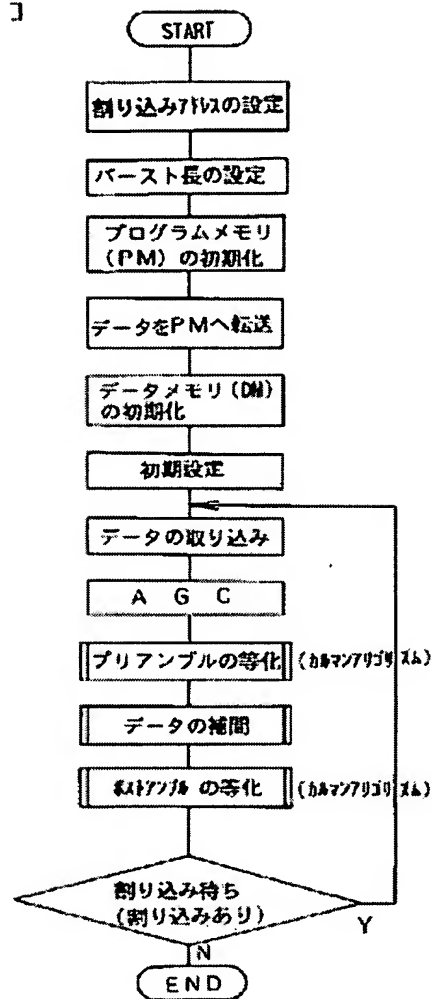 】
START
割り込みアドレスの設定
バースト長の設定
プログラムメモリ
(PM)の初期化
データをPMへ転送
データメモリ(DM)
の初期化
初期設定
データの取り込み
A G C
プリアンブルの等化 (カルマンアリゴリズム)
データの補間
ポストアンブル の等化 (カルマンアリゴリズム)
割り込み待ち
(割り込みあり)
Y
N
END